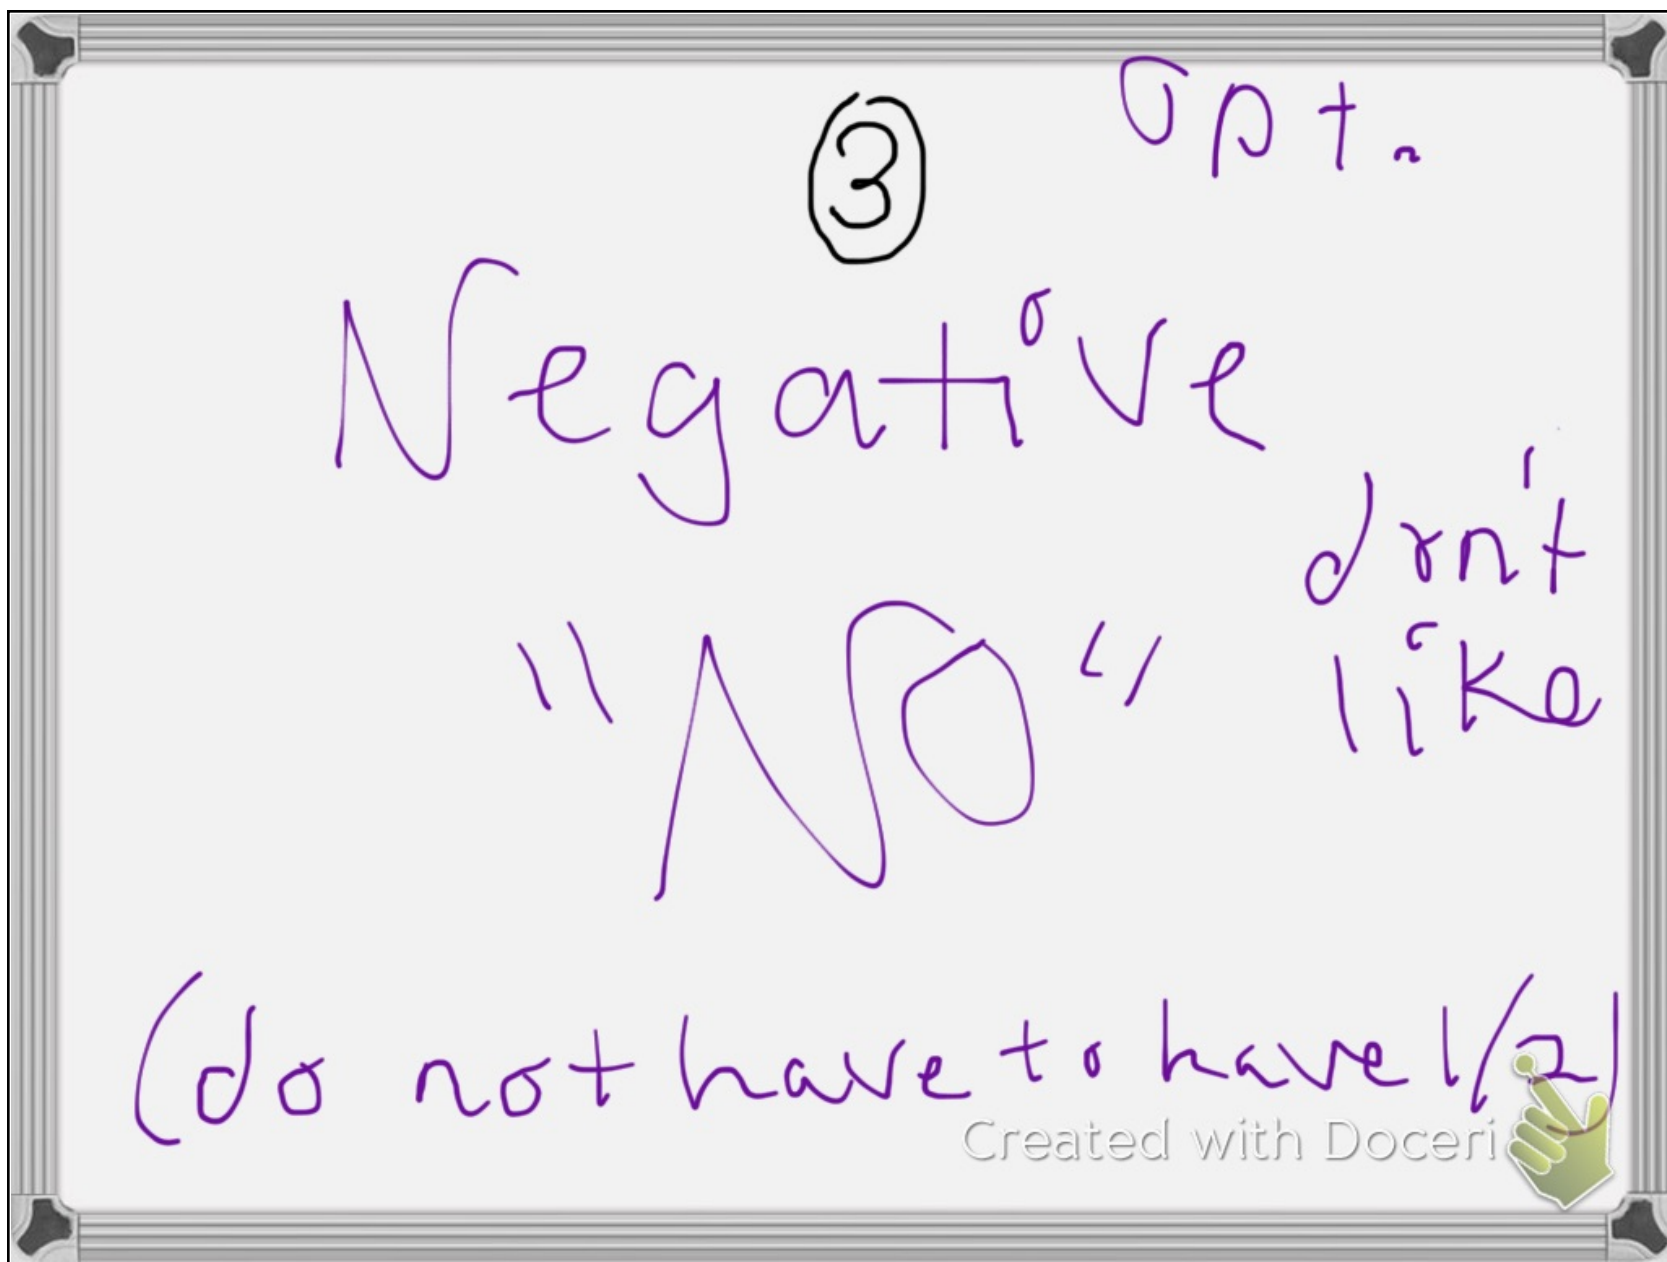 opt.
③
Negative
don't
like
"NO"
(do not have to have 1/2)
Created with Doceri